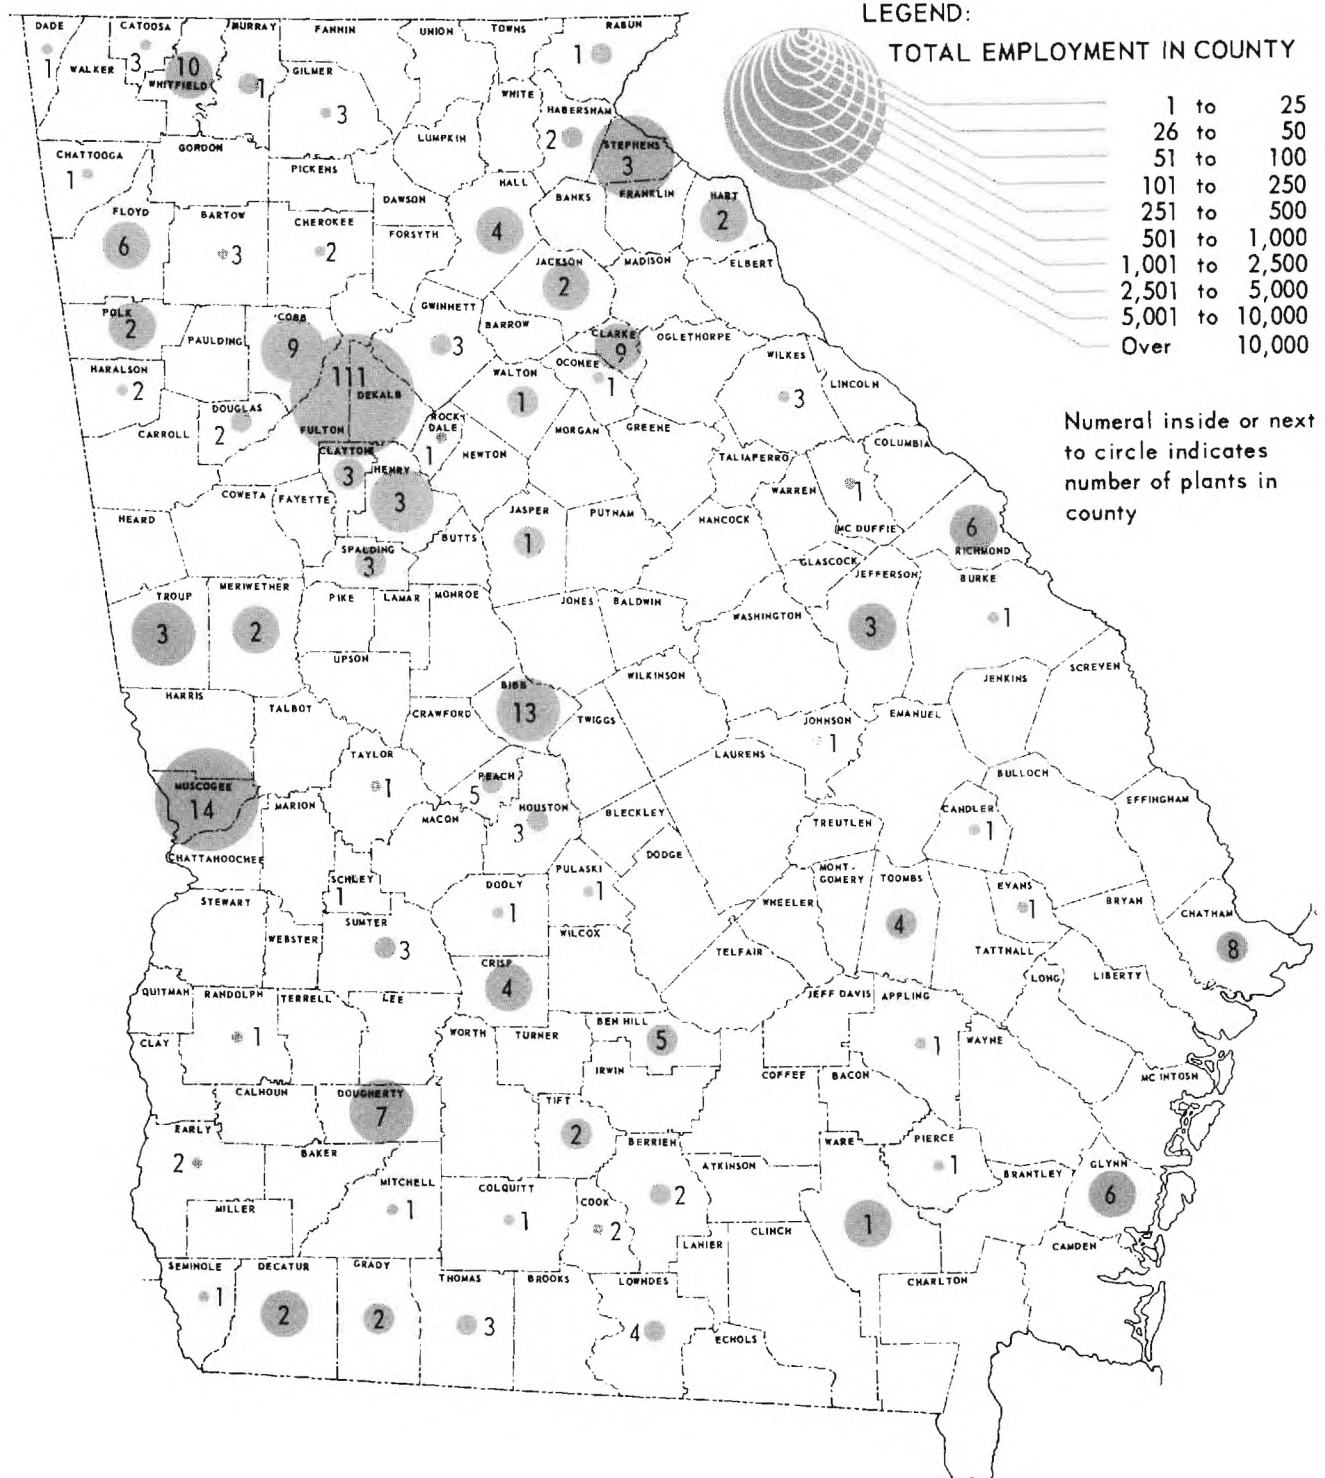 LEGEND:
TOTAL EMPLOYMENT IN COUNTY
1 to 25
26 to 50
51 to 100
101 to 250
251 to 500
501 to 1,000
1,001 to 2,500
2,501 to 5,000
5,001 to 10,000
Over 10,000
Numeral inside or next
to circle indicates
number of plants in
county
DADE
1
WALKER
CATOOSA
3
10
WHITFIELD
MURRAY
1
FANNIN
GILMER
3
UNION
TOWNS
RABUN
1
WHITE
HABERSHAM
2
LUMPKIN
STEPHENS
3
CHATTOOGA
1
GORDON
PICKENS
DAWSON
HALL
4
BANKS
FRANKLIN
HART
2
FLOYD
6
BARTOW
3
CHEROKEE
2
FORSYTH
JACKSON
2
MADISON
ELBERT
POLK
2
PAULDING
COBB
9
GWINNETT
3
BARROW
CLARKE
9
OGLETHORPE
HARALSON
2
111
DEKALB
FULTON
WALTON
1
OCONEE
1
WILKES
3
LINCOLN
CARROLL
DOUGLAS
2
ROCK
DALE
1
NEWTON
MORGAN
GREENE
TALIAFERRO
COLUMBIA
CLAYTON
3
HENRY
3
WARREN
1
MC DUFFIE
HEARD
COWETA
FAYETTE
SPALDING
3
BUTTS
JASPER
1
PUTNAM
HANCOCK
6
RICHMOND
GLASCOCK
JEFFERSON
3
BURKE
1
TROUP
3
MERIWETHER
2
PIKE
LAMAR
MONROE
JONES
BALDWIN
WASHINGTON
UPSON
WILKINSON
JENKINS
SCREVEN
HARRIS
TALBOT
CRAWFORD
BIBB
13
TWIGGS
JOHNSON
1
EMANUEL
MUSCOGEE
14
CHATTAHOOCHEE
MARION
TAYLOR
1
PEACH
5
MACON
HOUSTON
3
BLECKLEY
LAURENS
TREUTLEN
BULLOCH
CANDLER
1
EFFINGHAM
STEWART
WEBSTER
SCHLEY
1
SUMTER
3
DOOLY
1
PULASKI
1
DODGE
WILCOX
WHEELER
MONT-
GOMERY
TOOMBS
4
EVANS
1
TATTNALL
BRYAN
CHATHAM
8
QUITMAN
RANDOLPH
1
TERRELL
LEE
CRISP
4
TELFAIR
JEFF DAVIS
APPLING
1
LONG
LIBERTY
CLAY
WORTH
TURNER
BEN HILL
5
IRWIN
COFFEE
BACON
WAYNE
MC INTOSH
CALHOUN
DOUGHERTY
7
TIFT
2
BERRIEN
2
ATKINSON
WARE
1
PIERCE
1
BRANTLEY
GLYNN
6
EARLY
2
BAKER
MITCHELL
1
COLQUITT
1
COOK
2
MILLER
LANIER
CLINCH
CAMDEN
SEMINOLE
1
DECATUR
2
GRADY
2
THOMAS
3
BROOKS
LOWNDES
4
ECHOLS
CHARLTON